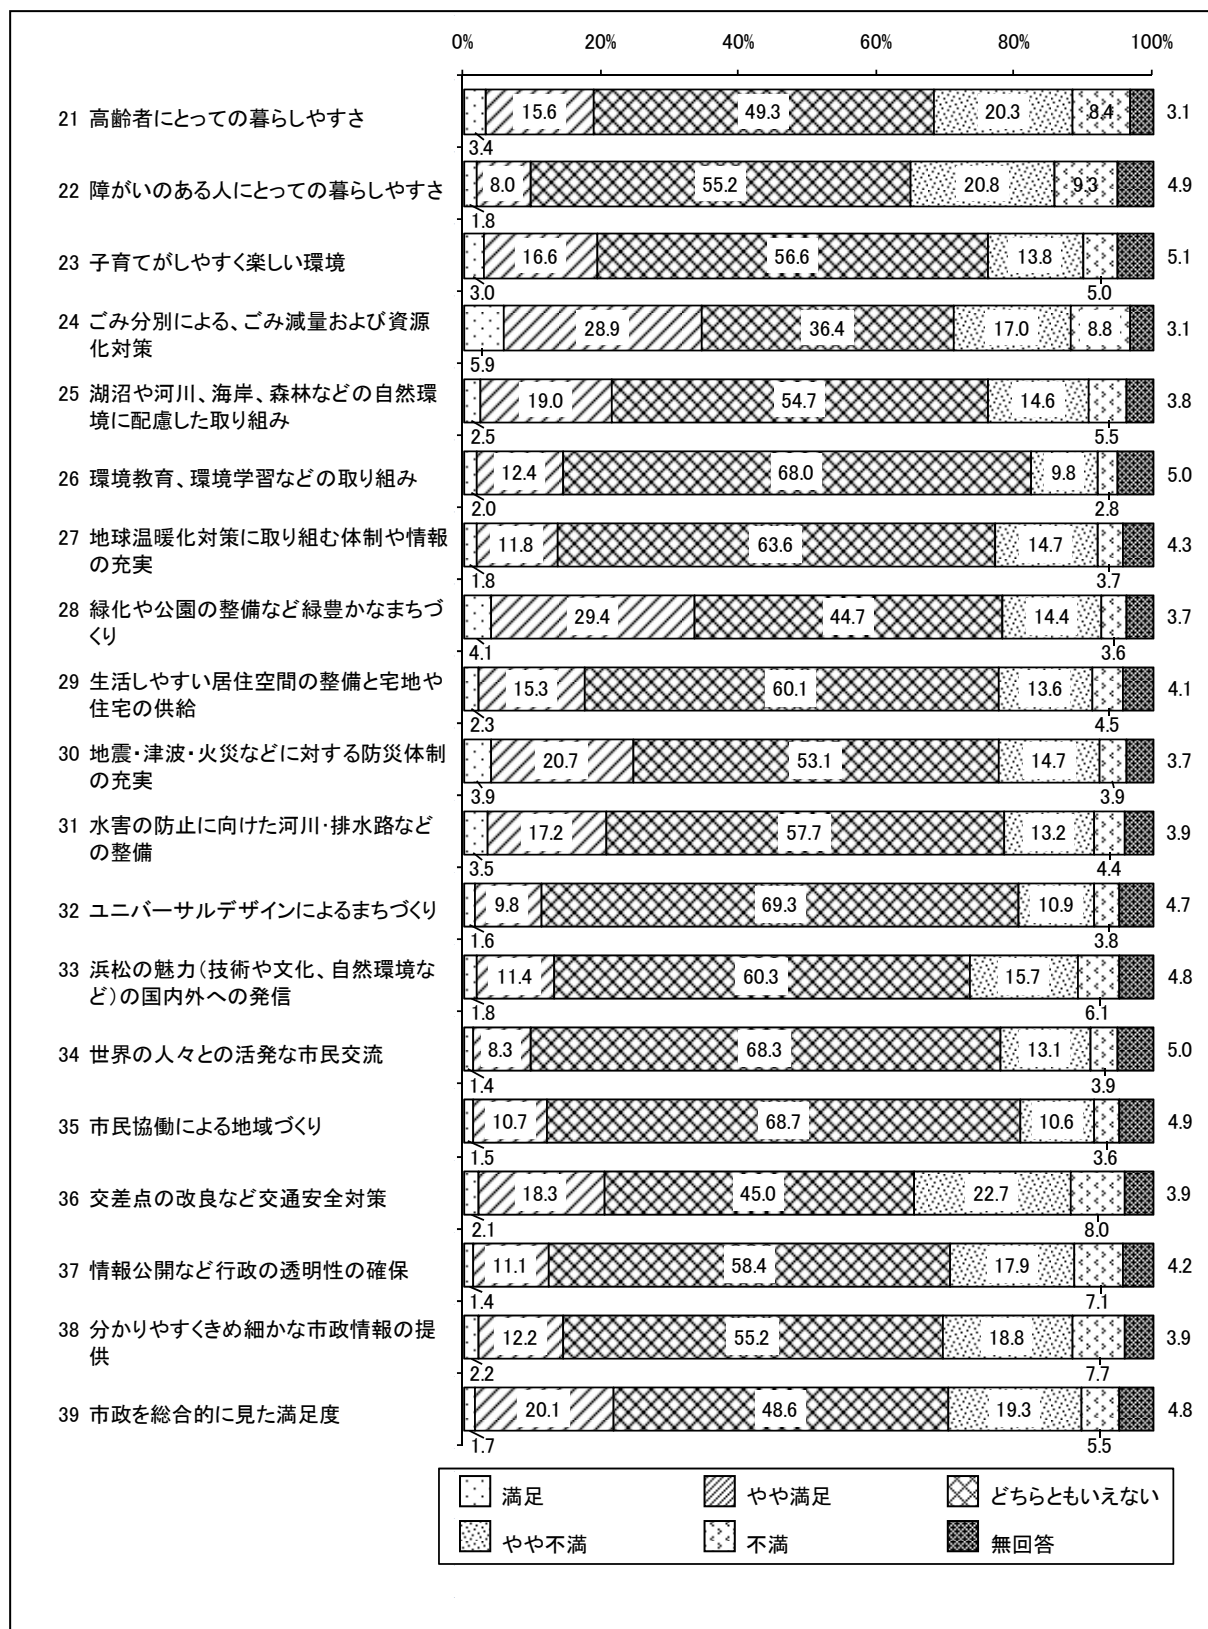 0% 20% 40% 60% 80% 100%
21 高齢者にとっての暮らしやすさ 15.6 49.3 20.3 8.4 3.1
3.4
22 障がいのある人にとっての暮らしやすさ 8.0 55.2 20.8 9.3 4.9
1.8
23 子育てがしやすく楽しい環境 16.6 56.6 13.8 5.1
3.0 5.0
24 ごみ分別による、ごみ減量および資源
化対策 28.9 36.4 17.0 8.8 3.1
5.9
25 湖沼や河川、海岸、森林などの自然環
境に配慮した取り組み 19.0 54.7 14.6 3.8
2.5 5.5
26 環境教育、環境学習などの取り組み 12.4 68.0 9.8 5.0
2.0 2.8
27 地球温暖化対策に取り組む体制や情報
の充実 11.8 63.6 14.7 4.3
1.8 3.7
28 緑化や公園の整備など緑豊かなまちづ
くり 29.4 44.7 14.4 3.7
4.1 3.6
29 生活しやすい居住空間の整備と宅地や
住宅の供給 15.3 60.1 13.6 4.1
2.3 4.5
30 地震・津波・火災などに対する防災体制
の充実 20.7 53.1 14.7 3.7
3.9 3.9
31 水害の防止に向けた河川・排水路など
の整備 17.2 57.7 13.2 3.9
3.5 4.4
32 ユニバーサルデザインによるまちづくり 9.8 69.3 10.9 4.7
1.6 3.8
33 浜松の魅力(技術や文化、自然環境な
ど)の国内外への発信 11.4 60.3 15.7 4.8
1.8 6.1
34 世界の人々との活発な市民交流 8.3 68.3 13.1 5.0
1.4 3.9
35 市民協働による地域づくり 10.7 68.7 10.6 4.9
1.5 3.6
36 交差点の改良など交通安全対策 18.3 45.0 22.7 3.9
2.1 8.0
37 情報公開など行政の透明性の確保 11.1 58.4 17.9 4.2
1.4 7.1
38 分かりやすくきめ細かな市政情報の提
供 12.2 55.2 18.8 3.9
2.2 7.7
39 市政を総合的に見た満足度 20.1 48.6 19.3 4.8
1.7 5.5
満足 やや満足 どちらともいえない
やや不満 不満 無回答